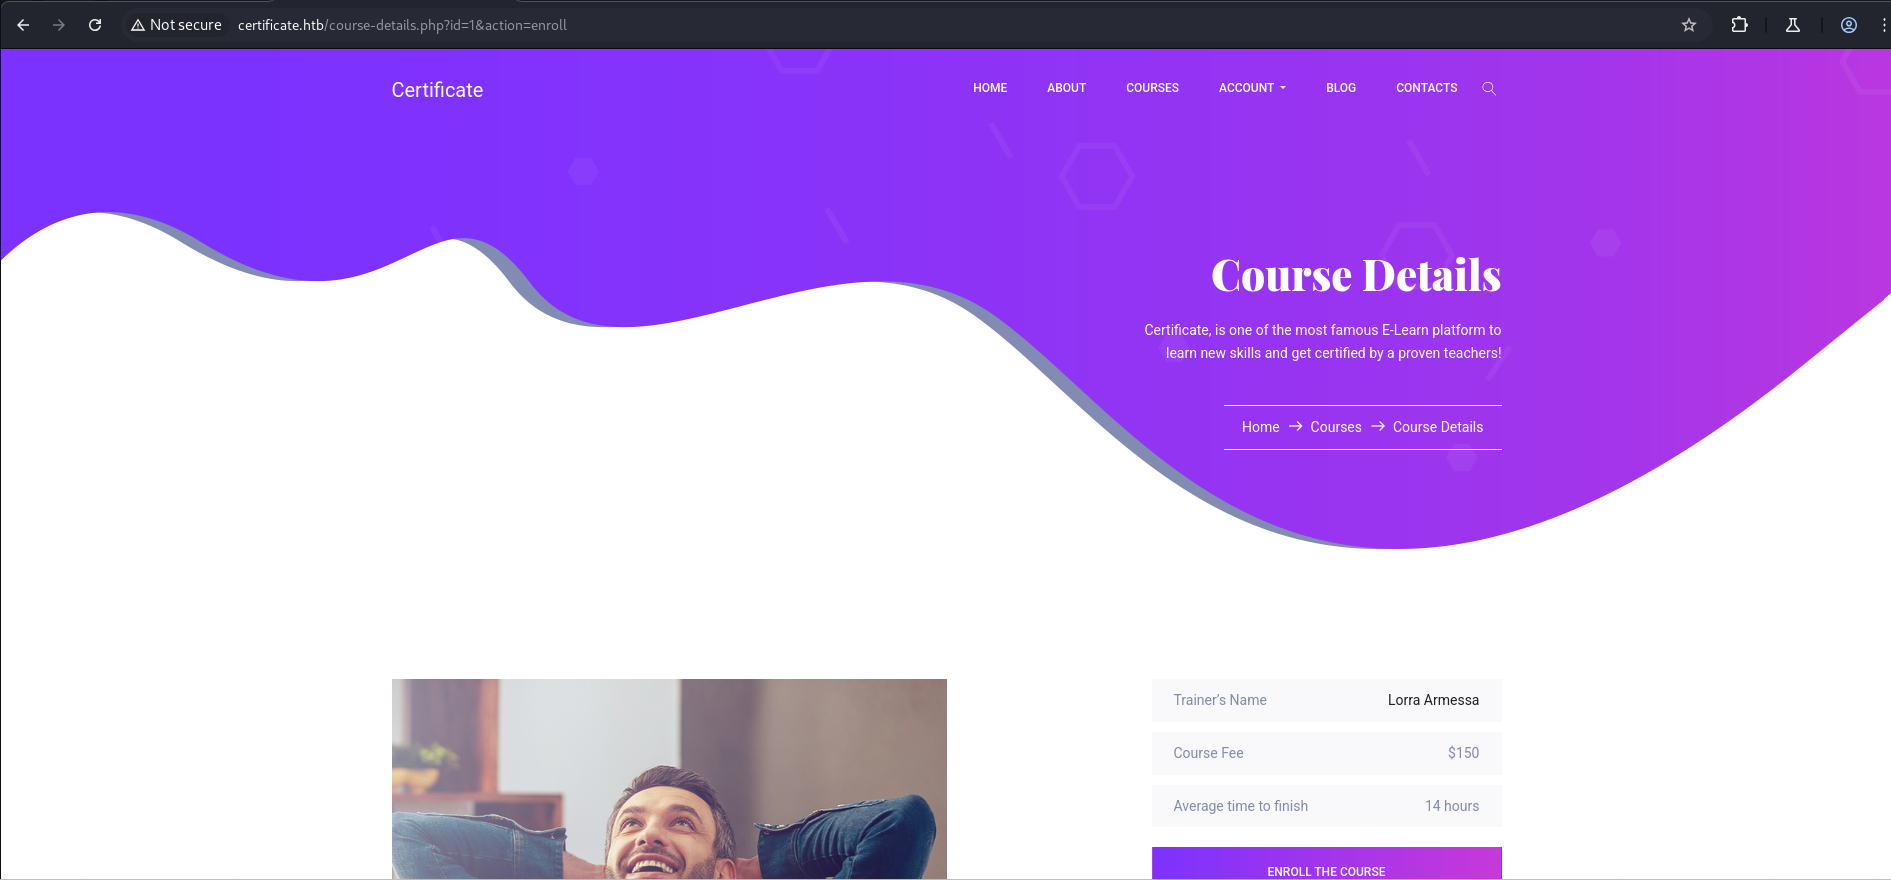 Not secure certificate.htb/course-details.php?id=1&action=enroll
Certificate HOME ABOUT COURSES ACCOUNT BLOG CONTACTS
Course Details
Certificate, is one of the most famous E-Learn platform to
learn new skills and get certified by a proven teachers!
Home → Courses → Course Details
Trainer’s Name Lorra Armessa
Course Fee $150
Average time to finish 14 hours
ENROLL THE COURSE